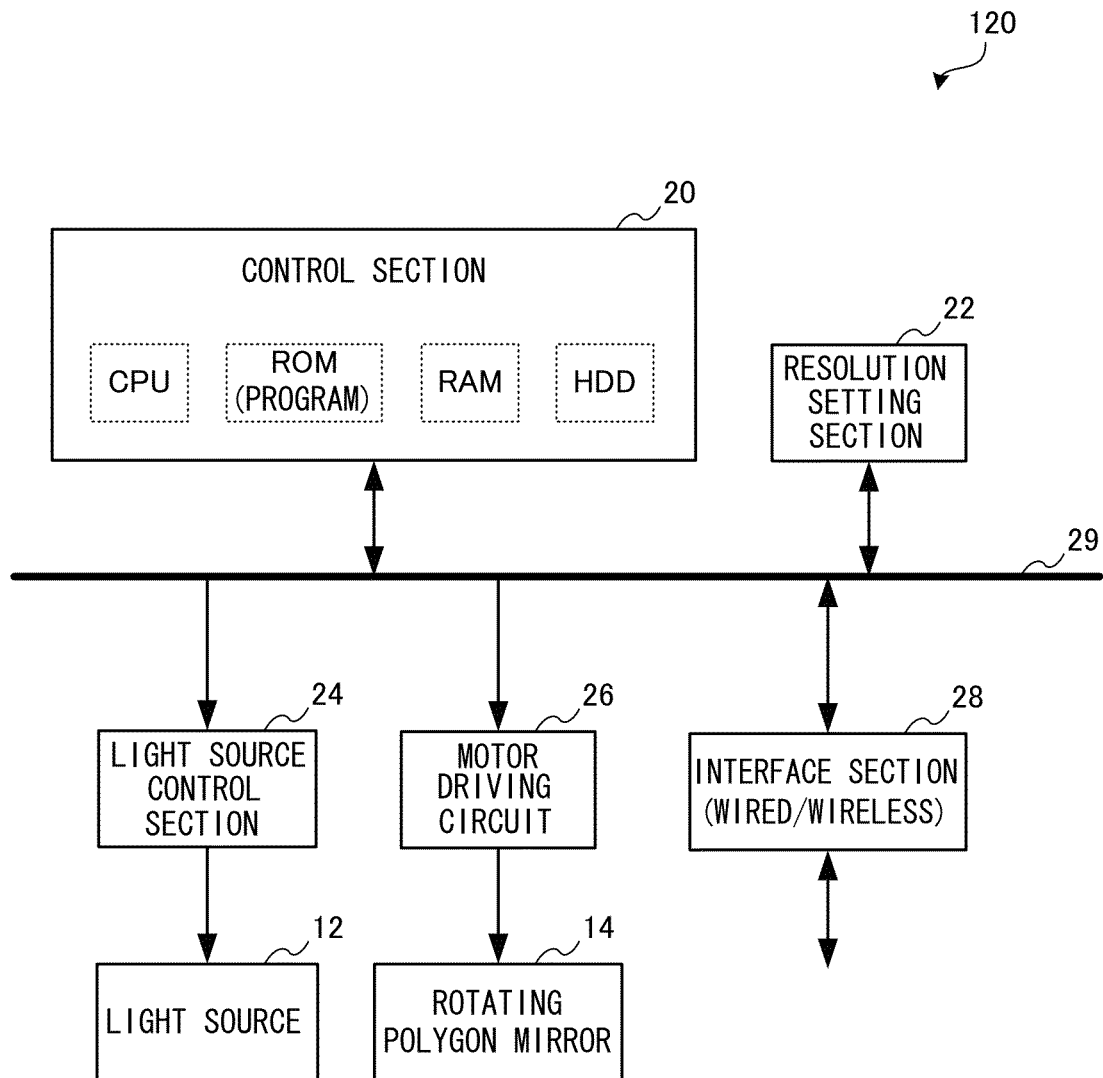 120
20
CONTROL SECTION
CPU
ROM
(PROGRAM)
RAM
HDD
22
RESOLUTION
SETTING
SECTION
29
24
LIGHT SOURCE
CONTROL
SECTION
26
MOTOR
DRIVING
CIRCUIT
28
INTERFACE SECTION
(WIRED/WIRELESS)
12
LIGHT SOURCE
14
ROTATING
POLYGON MIRROR